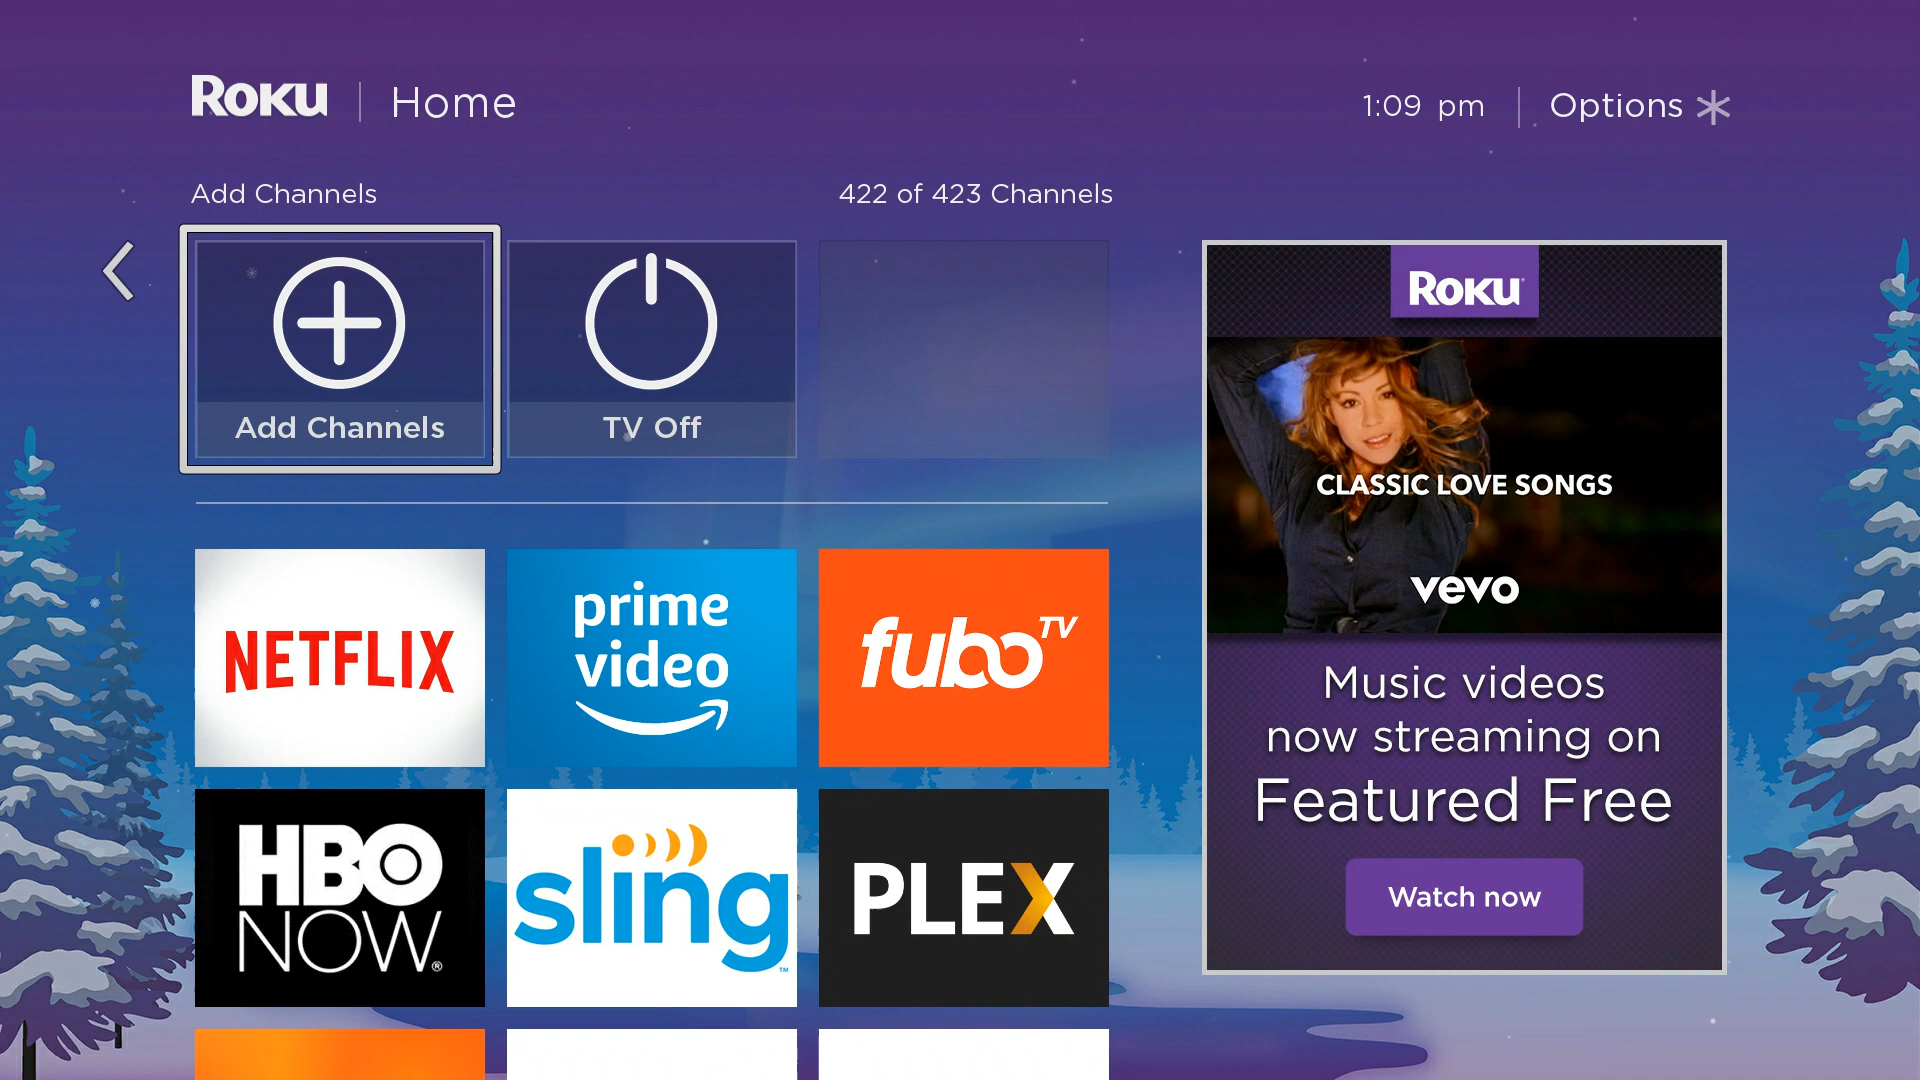 Roku | Home
1:09 pm | Options
Add Channels
422 of 423 Channels
Add Channels
TV Off
NETFLIX
prime
video
fubo TV
HBO
NOW®
sling™
PLEX
Roku
CLASSIC LOVE SONGS
vevo
Music videos
now streaming on
Featured Free
Watch now